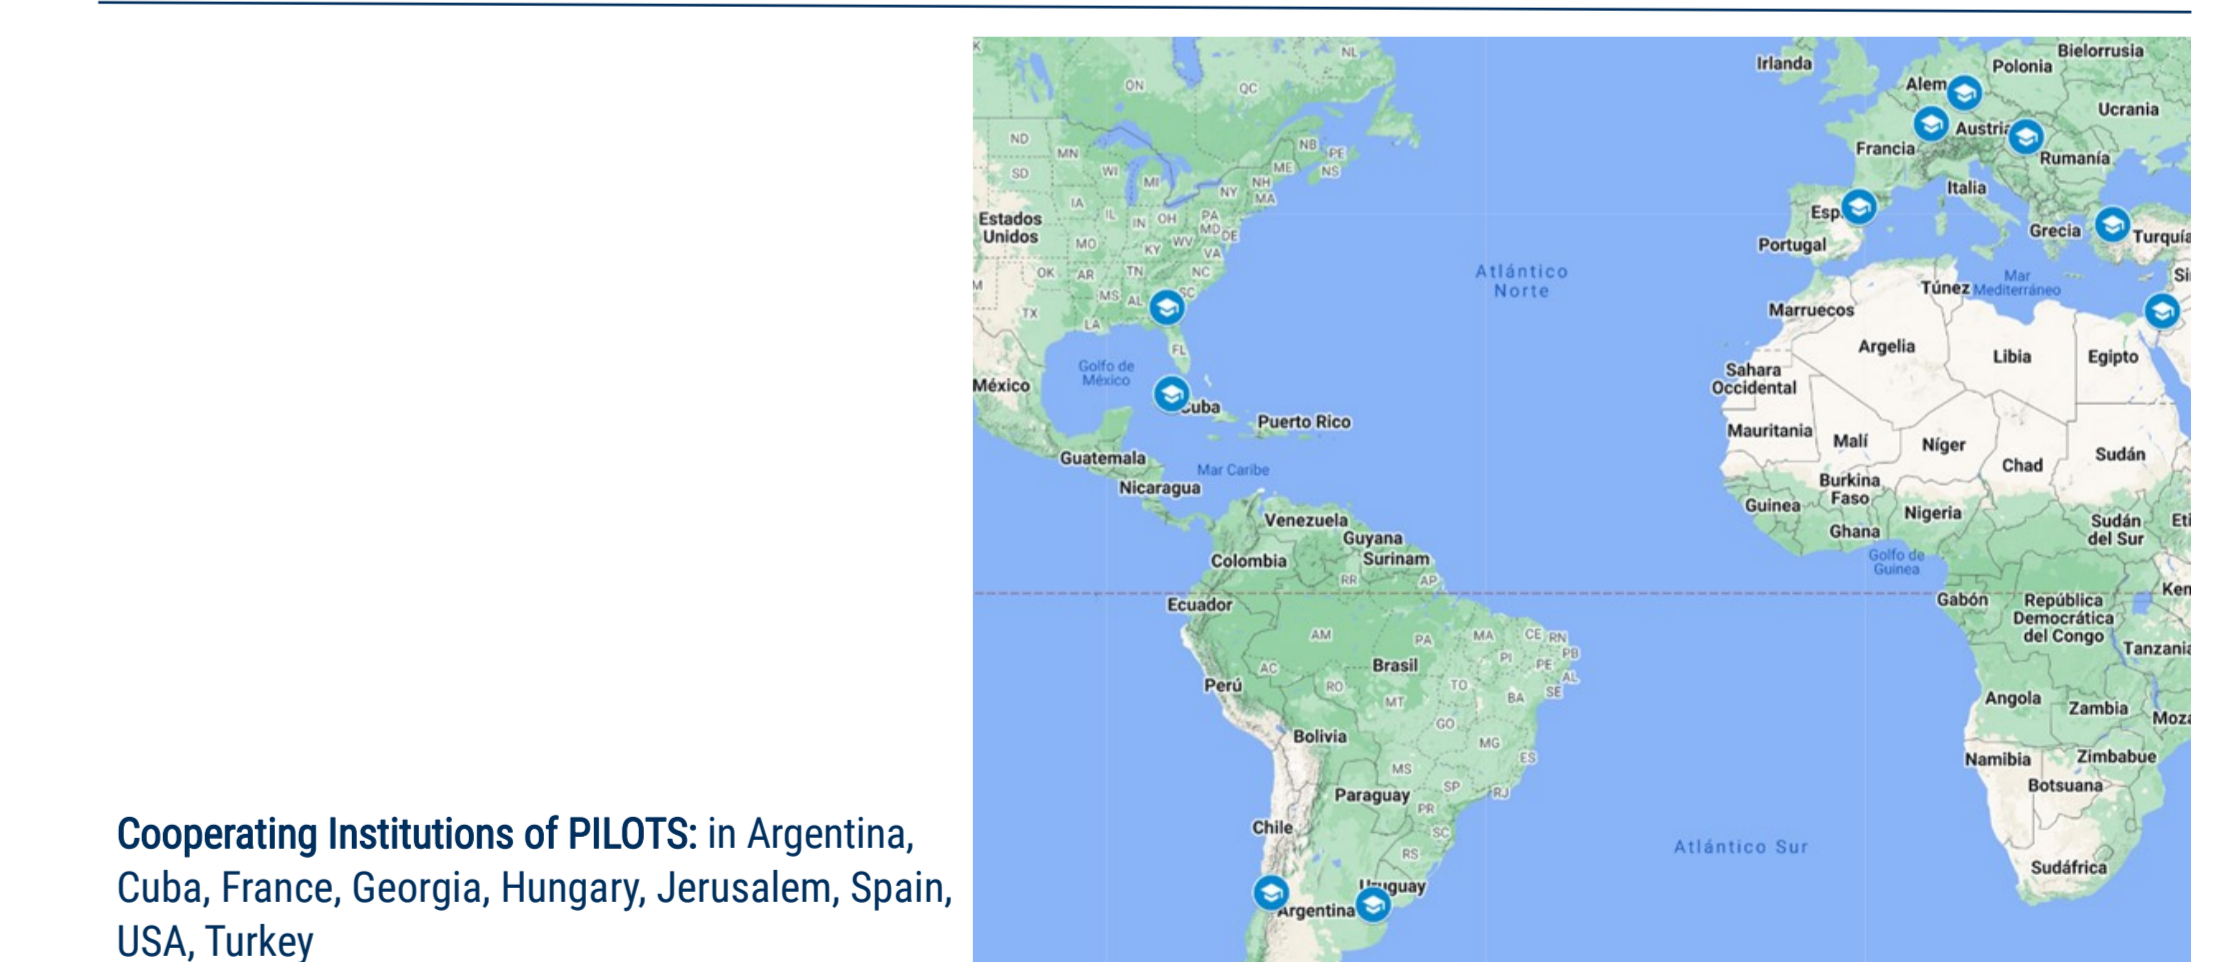 Cooperating Institutions of PILOTS: in Argentina,
Cuba, France, Georgia, Hungary, Jerusalem, Spain,
USA, Turkey
K
NL
ON
QC
ND
MN
SD
WI
MI
NB
PE
ME
NS
NH
NY
MA
IA
IL
IN
OH
PA
MD
DE
Estados
Unidos
MO
KY
WV
VA
OK
AR
TN
NC
M
MS
AL
SC
TX
LA
FL
Golfo de
México
México
Cuba
Puerto Rico
Guatemala
Mar Caribe
Nicaragua
Venezuela
Guyana
Surinam
Colombia
RR
AP
Ecuador
AM
PA
MA
CE
RN
PB
PI
PE
AL
SE
AC
Brasil
Perú
RO
TO
BA
MT
GO
Bolivia
MG
ES
MS
SP
RJ
Paraguay
PR
Chile
SC
RS
Uruguay
Argentina
Atlántico
Norte
Atlántico Sur
Irlanda
Bielorrusia
Polonia
Alem
Ucrania
Austria
Francia
Rumanía
Italia
Esp
Portugal
Grecia
Turquía
Mar
Mediterráneo
Si
Túnez
Marruecos
Argelia
Libia
Egipto
Sahara
Occidental
Mauritania
Malí
Níger
Chad
Sudán
Burkina
Faso
Guinea
Nigeria
Ghana
Sudán
del Sur
Eti
Golfo de
Guinea
Gabón
República
Democrática
del Congo
Ken
Tanzania
Angola
Zambia
Moza
Namibia
Zimbabue
Botsuana
Sudáfrica